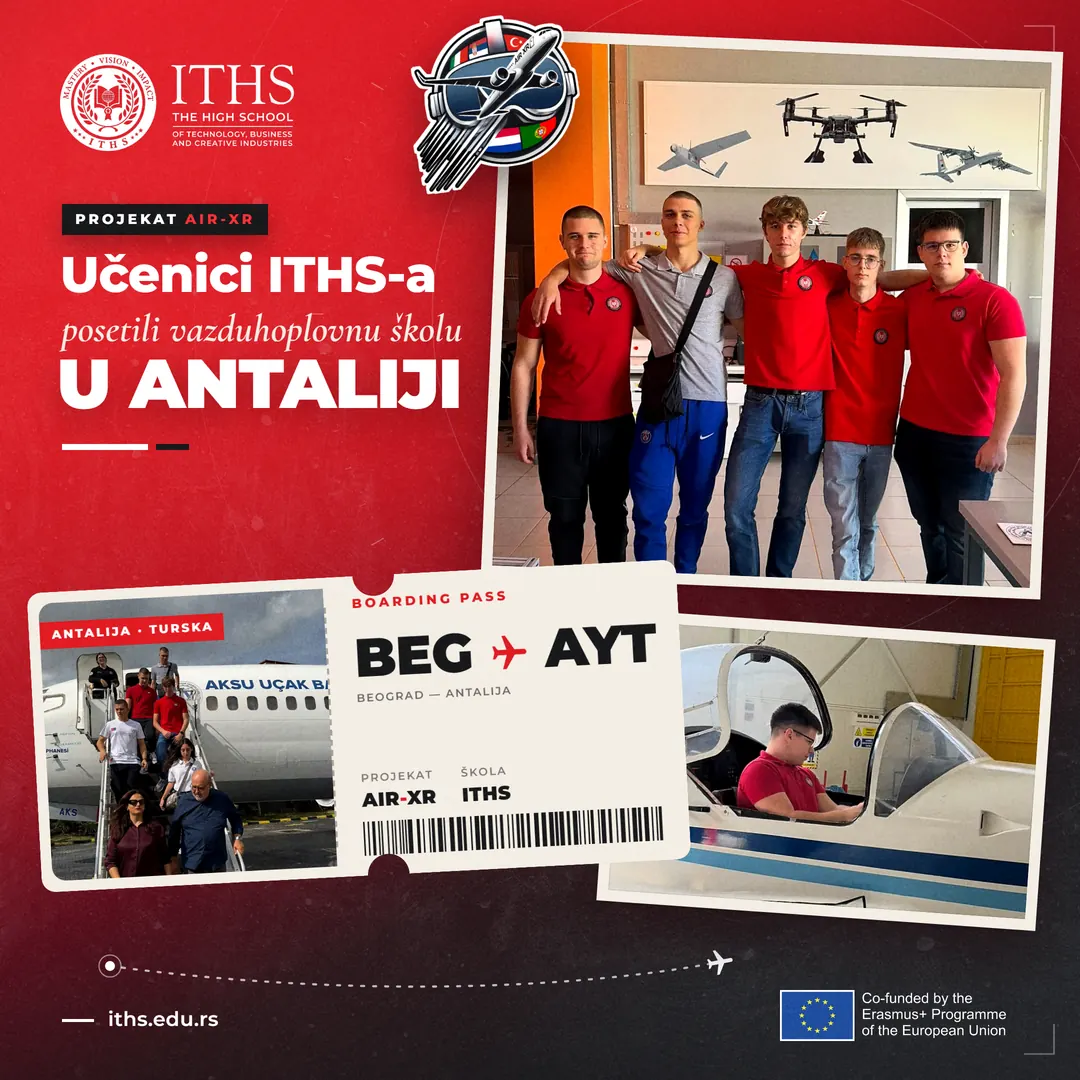 MASTERY • VISION • IMPACT
ITHS
ITHS
THE HIGH SCHOOL
OF TECHNOLOGY, BUSINESS
AND CREATIVE INDUSTRIES
AIR-XR
PROJEKAT AIR-XR
Učenici ITHS-a
posetili vazduhoplovnu školu
U ANTALIJI
BOARDING PASS
ANTALIJA · TURSKA
BEG AYT
BEOGRAD — ANTALIJA
AKSU UÇAK BA
PHANESİ
AKS
PROJEKAT ŠKOLA
AIR-XR ITHS
iths.edu.rs
Co-funded by the
Erasmus+ Programme
of the European Union